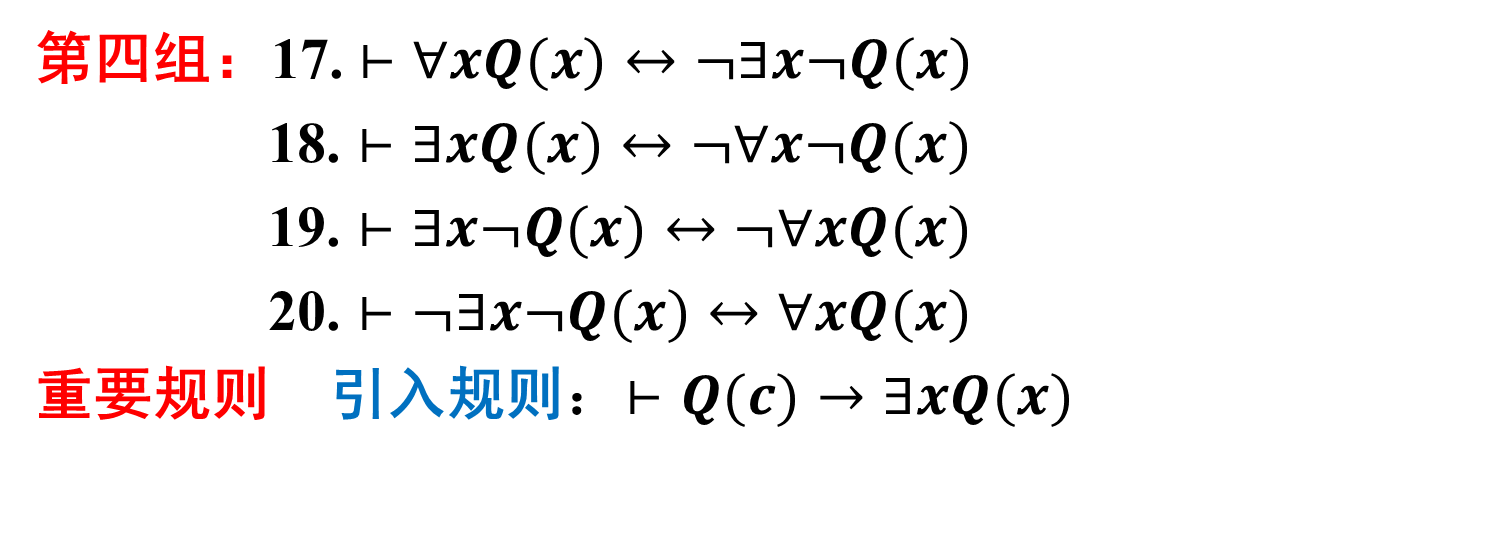 第四组：17. ⊢ ∀xQ(x) ↔ ¬∃x¬Q(x)
18. ⊢ ∃xQ(x) ↔ ¬∀x¬Q(x)
19. ⊢ ∃x¬Q(x) ↔ ¬∀xQ(x)
20. ⊢ ¬∃x¬Q(x) ↔ ∀xQ(x)
重要规则 引入规则：⊢ Q(c) → ∃xQ(x)